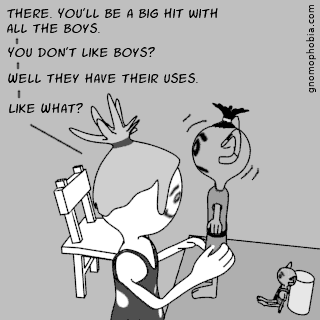 THERE. YOU'LL BE A BIG HIT WITH
ALL THE BOYS.
YOU DON'T LIKE BOYS?
WELL THEY HAVE THEIR USES.
LIKE WHAT?
gnomophobia.com